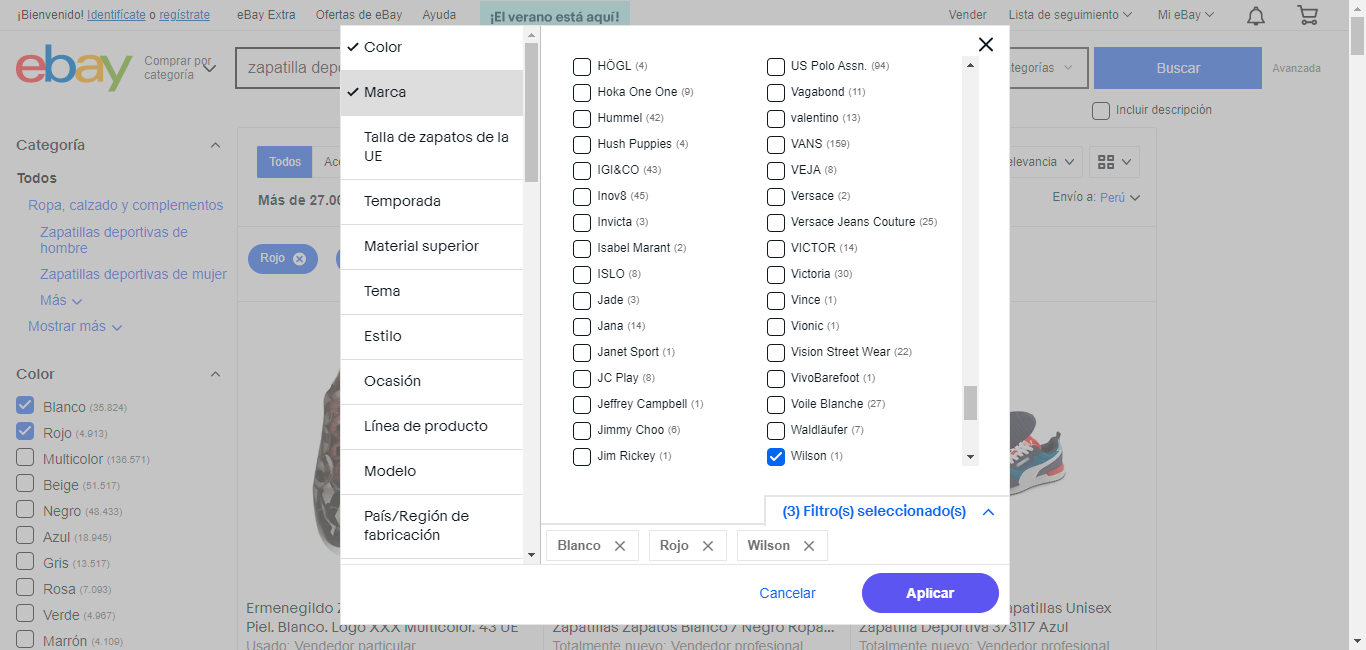 ¡Bienvenido! Identifícate o regístrate
eBay Extra
Ofertas de eBay
Ayuda
¡El verano está aquí!
Vender
Lista de seguimiento
Mi eBay
ebay
Comprar por
categoría
zapatilla
Buscar
Avanzada
Incluir descripción
Categoría
Todos
Ropa, calzado y complementos
Zapatillas deportivas de
hombre
Zapatillas deportivas de mujer
Más
Mostrar más
Color
Blanco (35.824)
Rojo (4.913)
Multicolor (136.571)
Beige (51.517)
Negro (48.433)
Azul (18.945)
Gris (13.517)
Rosa (7.093)
Verde (4.967)
Marrón (4.109)
Todos
Más de 27.00
Envío a: Perú
Rojo
Color
Marca
Talla de zapatos de la
UE
Temporada
Material superior
Tema
Estilo
Ocasión
Línea de producto
Modelo
País/Región de
fabricación
HÖGL (4)
Hoka One One (9)
Hummel (42)
Hush Puppies (4)
IGI&CO (43)
Inov8 (45)
Invicta (3)
Isabel Marant (2)
ISLO (8)
Jade (3)
Jana (14)
Janet Sport (1)
JC Play (8)
Jeffrey Campbell (1)
Jimmy Choo (6)
Jim Rickey (1)
US Polo Assn. (94)
Vagabond (11)
valentino (13)
VANS (159)
VEJA (8)
Versace (2)
Versace Jeans Couture (25)
VICTOR (14)
Victoria (30)
Vince (1)
Vionic (1)
Vision Street Wear (22)
VivoBarefoot (1)
Voile Blanche (27)
Waldläufer (7)
Wilson (1)
(3) Filtro(s) seleccionado(s)
Blanco
Rojo
Wilson
Cancelar
Aplicar
Ermenegildo
Piel. Blanco. Logo XXX Multicolor. 43 UE
Usado: Vendedor particular
Zapatillas Zapatos Blanco 7 Negro Ropa...
Totalmente nuevo: Vendedor profesional
Zapatillas Unisex
Zapatilla Deportiva 373117 Azul
Totalmente nuevo: Vendedor profesional